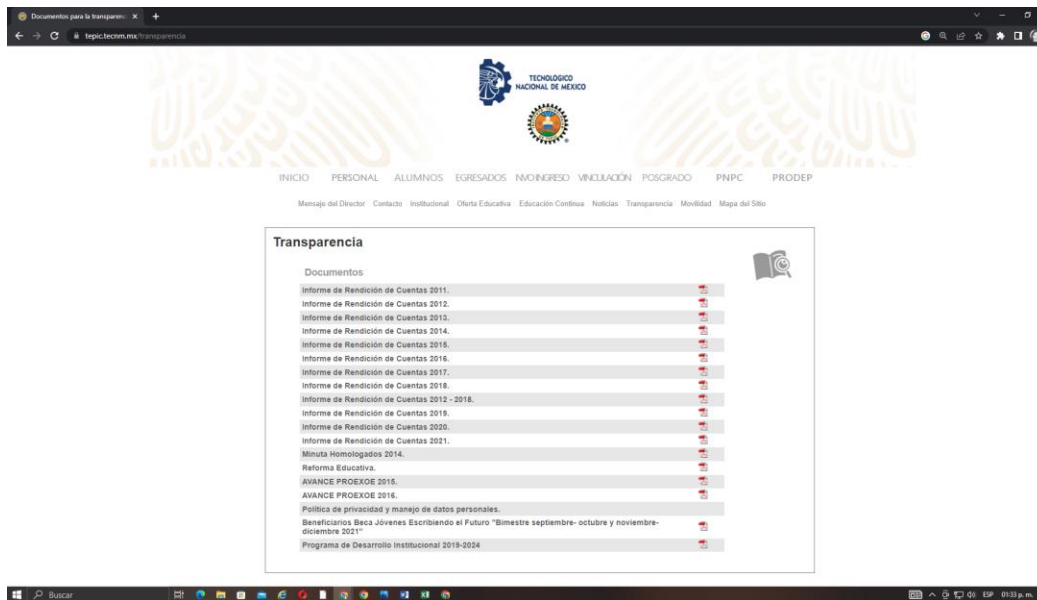 Documentos para la transparenc
tepic.tecnm.mx/transparencia
TECNOLÓGICO
NACIONAL DE MÉXICO
INICIO PERSONAL ALUMNOS EGRESADOS NVO.INGRESO VINCULACIÓN POSGRADO PNPC PRODEP
Mensaje del Director Contacto Institucional Oferta Educativa Educación Continua Noticias Transparencia Movilidad Mapa del Sitio
Transparencia
Documentos
Informe de Rendición de Cuentas 2011.
Informe de Rendición de Cuentas 2012.
Informe de Rendición de Cuentas 2013.
Informe de Rendición de Cuentas 2014.
Informe de Rendición de Cuentas 2015.
Informe de Rendición de Cuentas 2016.
Informe de Rendición de Cuentas 2017.
Informe de Rendición de Cuentas 2018.
Informe de Rendición de Cuentas 2012 - 2018.
Informe de Rendición de Cuentas 2019.
Informe de Rendición de Cuentas 2020.
Informe de Rendición de Cuentas 2021.
Minuta Homologados 2014.
Reforma Educativa.
AVANCE PROEXOE 2015.
AVANCE PROEXOE 2016.
Política de privacidad y manejo de datos personales.
Beneficiarios Beca Jóvenes Escribiendo el Futuro "Bimestre septiembre- octubre y noviembre-
diciembre 2021"
Programa de Desarrollo Institucional 2019-2024
Buscar
ESP 01:33 p. m.